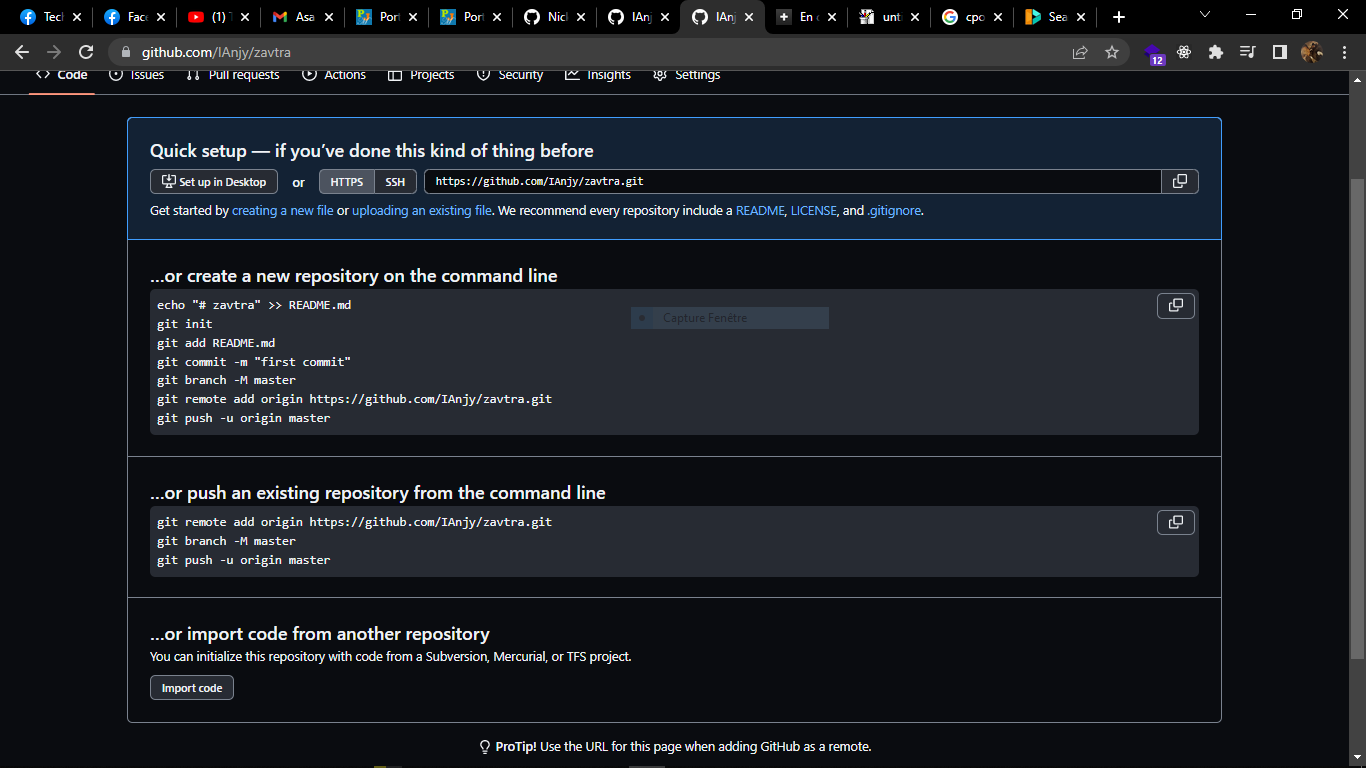 Tech
Face
(1)
Asa
Port
Port
Nick
IAnj
IAnj
En c
unt
cpc
Sea
github.com/IAnjy/zavtra
12
Code
Issues
Pull requests
Actions
Projects
Security
Insights
Settings
Quick setup — if you've done this kind of thing before
Set up in Desktop
or
HTTPS
SSH
https://github.com/IAnjy/zavtra.git
Get started by creating a new file or uploading an existing file. We recommend every repository include a README, LICENSE, and .gitignore.
...or create a new repository on the command line
echo "# zavtra" >> README.md
Capture Fenêtre
git init
git add README.md
git commit -m "first commit"
git branch -M master
git remote add origin https://github.com/IAnjy/zavtra.git
git push -u origin master
...or push an existing repository from the command line
git remote add origin https://github.com/IAnjy/zavtra.git
git branch -M master
git push -u origin master
...or import code from another repository
You can initialize this repository with code from a Subversion, Mercurial, or TFS project.
Import code
ProTip! Use the URL for this page when adding GitHub as a remote.